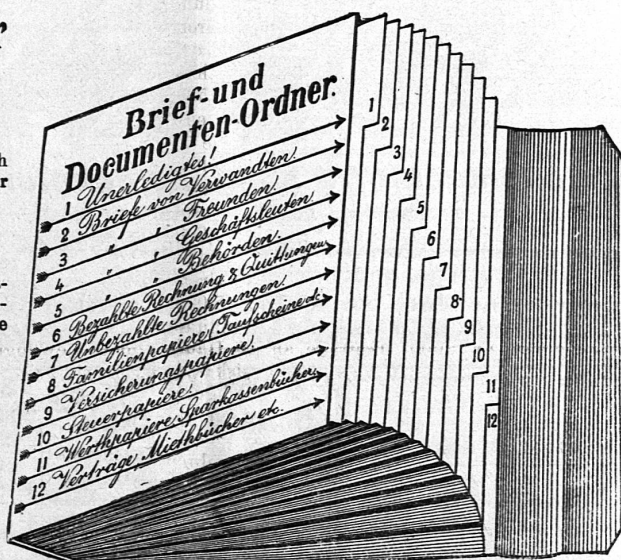 Brief- und
Documenten-Ordner.
1 Unerledigtes!
2 Briefe von Verwandten.
3 " " Freunden.
4 " " Geschäftsleuten.
5 " " Behörden.
6 Bezahlte Rechnung & Quittungen
7 Unbezahlte Rechnungen.
8 Familienpapiere (Taufscheine etc.
9 Versicherungspapiere.
10 Steuerpapiere.
11 Werthpapiere, Sparkassenbücher.
12 Verträge, Miethbücher etc.
1
2
3
4
5
6
7
8
9
10
11
12